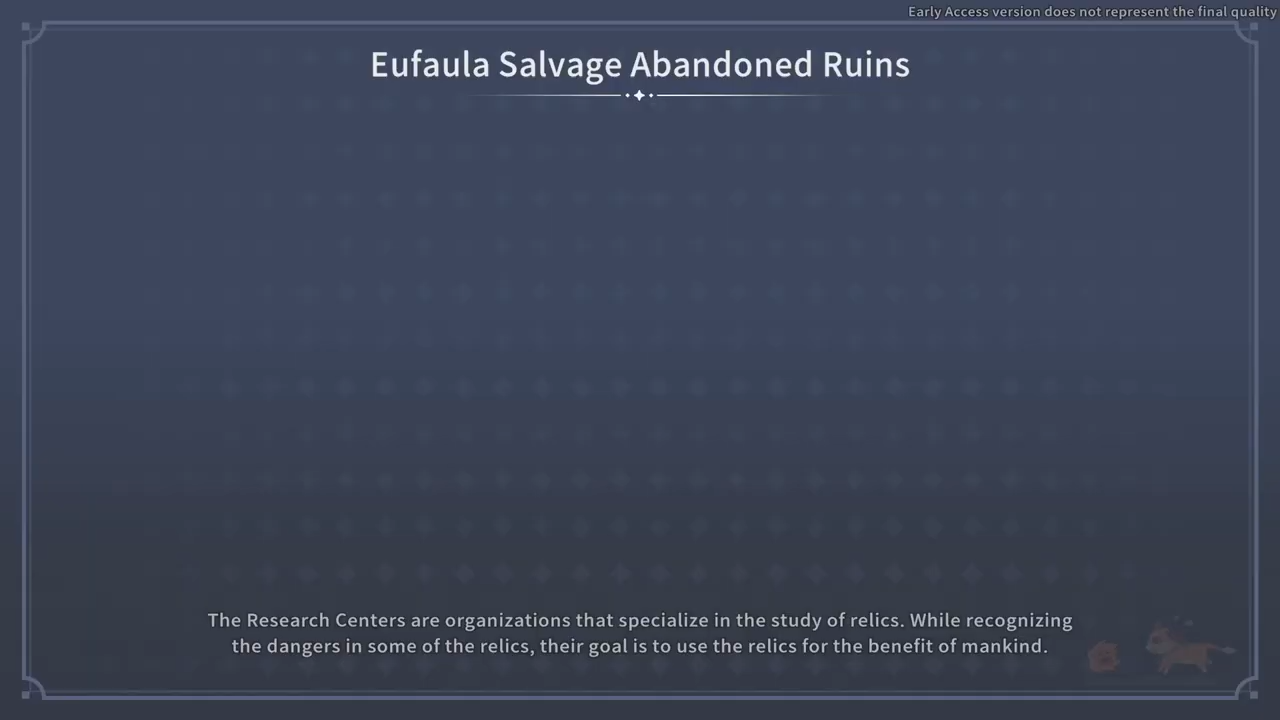 Early Access version does not represent the final quality
Eufaula Salvage Abandoned Ruins
The Research Centers are organizations that specialize in the study of relics. While recognizing
the dangers in some of the relics, their goal is to use the relics for the benefit of mankind.